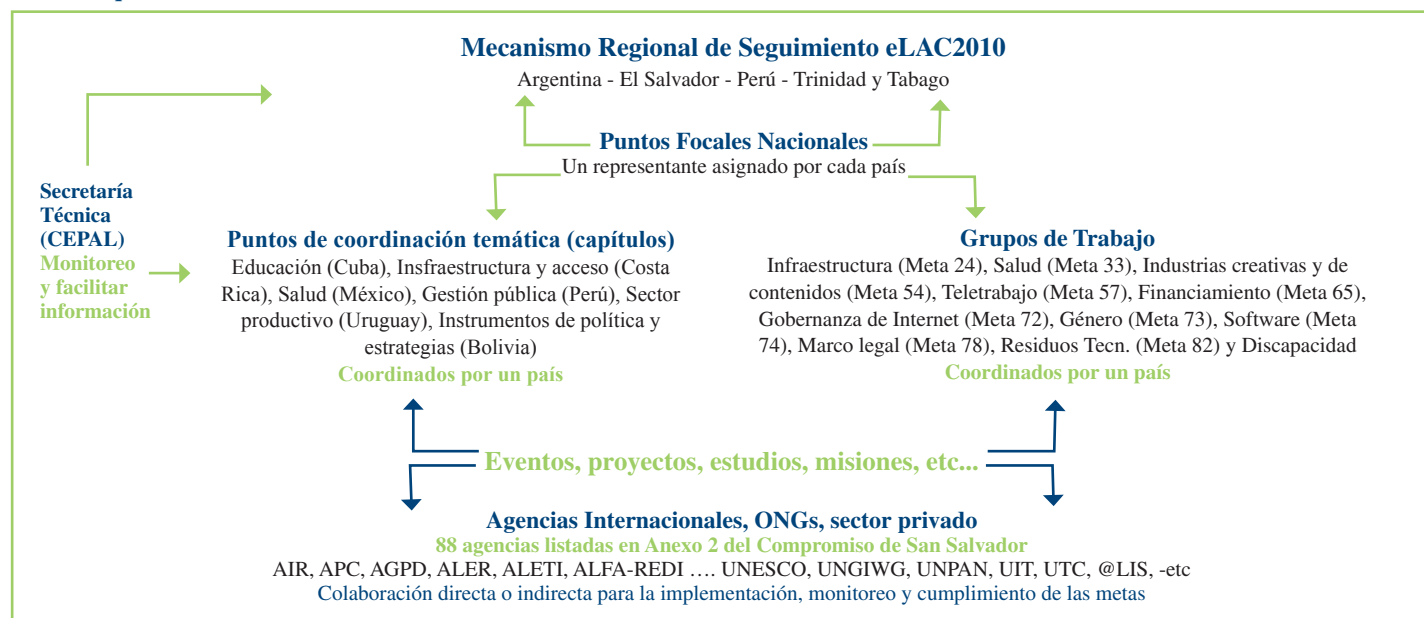 Mecanismo Regional de Seguimiento eLAC2010
Argentina - El Salvador - Perú - Trinidad y Tabago
Puntos Focales Nacionales
Un representante asignado por cada país
Secretaría
Técnica
(CEPAL)
Monitoreo
y facilitar
información
Puntos de coordinación temática (capítulos)
Educación (Cuba), Insfraestructura y acceso (Costa
Rica), Salud (México), Gestión pública (Perú), Sector
productivo (Uruguay), Instrumentos de política y
estrategias (Bolivia)
Coordinados por un país
Grupos de Trabajo
Infraestructura (Meta 24), Salud (Meta 33), Industrias creativas y de
contenidos (Meta 54), Teletrabajo (Meta 57), Financiamiento (Meta 65),
Gobernanza de Internet (Meta 72), Género (Meta 73), Software (Meta
74), Marco legal (Meta 78), Residuos Tecn. (Meta 82) y Discapacidad
Coordinados por un país
Eventos, proyectos, estudios, misiones, etc...
Agencias Internacionales, ONGs, sector privado
88 agencias listadas en Anexo 2 del Compromiso de San Salvador
AIR, APC, AGPD, ALER, ALETI, ALFA-REDI …. UNESCO, UNGIWG, UNPAN, UIT, UTC, @LIS, -etc
Colaboración directa o indirecta para la implementación, monitoreo y cumplimiento de las metas